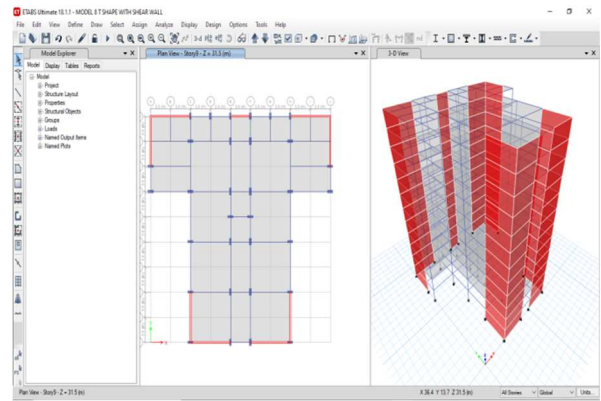 ETABS Ultimate 18.1.1 - MODEL 8 T SHAPE WITH SHEAR WALL
File Edit View Define Draw Select Assign Analyze Display Design Options Tools Help
Model Explorer
Plan View - Story9 - Z = 31.5 (m)
3-D View
Model Display Tables Reports
Model
Project
Structure Layout
Properties
Structural Objects
Groups
Loads
Named Output Items
Named Plots
Plan View - Story9 - Z = 31.5 (m)
X 36.4 Y 13.7 Z 31.5 (m)
All Stories
Global
Units...